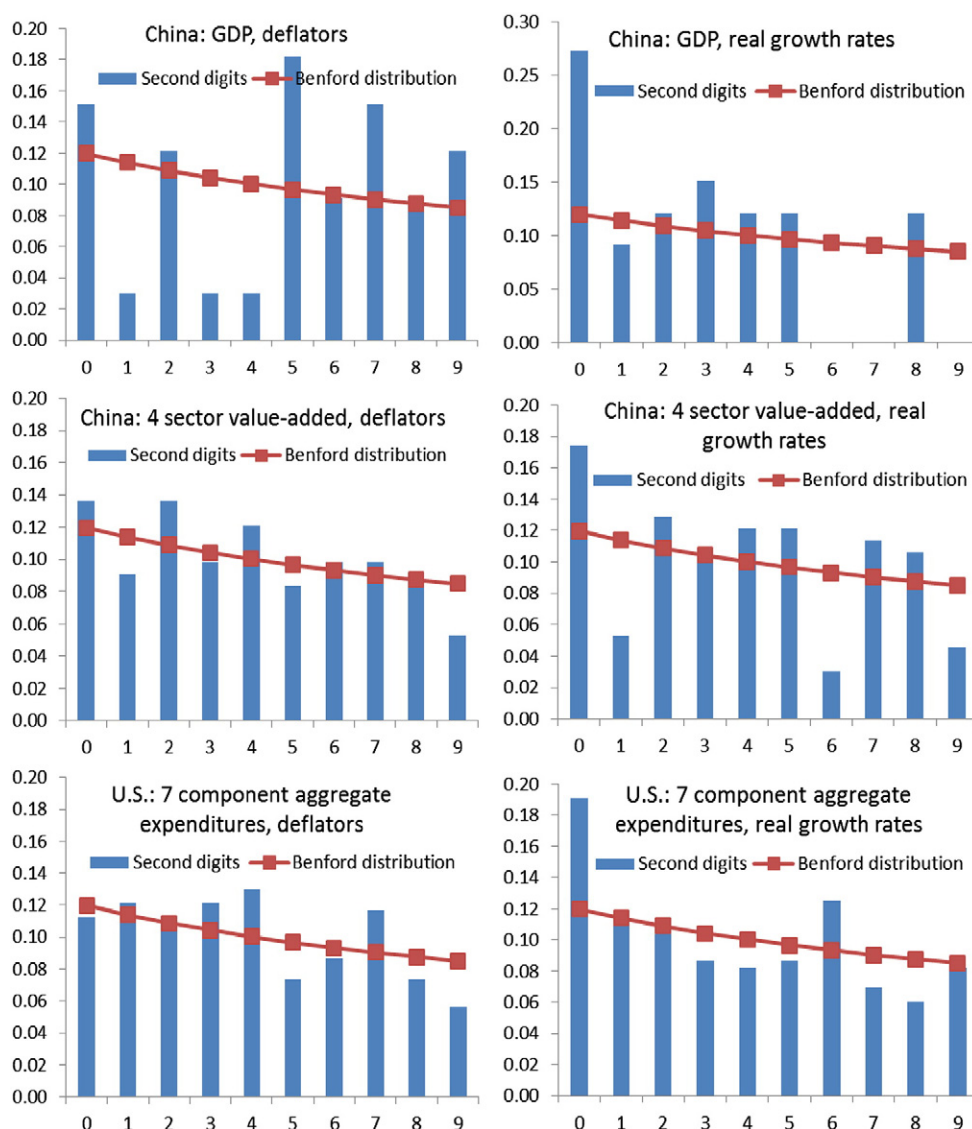 China: GDP, deflators
Second digits Benford distribution
0.20
0.18
0.16
0.14
0.12
0.10
0.08
0.06
0.04
0.02
0.00
0 1 2 3 4 5 6 7 8 9
China: GDP, real growth rates
Second digits Benford distribution
0.30
0.25
0.20
0.15
0.10
0.05
0.00
0 1 2 3 4 5 6 7 8 9
China: 4 sector value-added, deflators
Second digits Benford distribution
0.20
0.18
0.16
0.14
0.12
0.10
0.08
0.06
0.04
0.02
0.00
0 1 2 3 4 5 6 7 8 9
China: 4 sector value-added, real
growth rates
Second digits Benford distribution
0.20
0.18
0.16
0.14
0.12
0.10
0.08
0.06
0.04
0.02
0.00
0 1 2 3 4 5 6 7 8 9
U.S.: 7 component aggregate
expenditures, deflators
Second digits Benford distribution
0.20
0.18
0.16
0.14
0.12
0.10
0.08
0.06
0.04
0.02
0.00
0 1 2 3 4 5 6 7 8 9
U.S.: 7 component aggregate
expenditures, real growth rates
Second digits Benford distribution
0.20
0.18
0.16
0.14
0.12
0.10
0.08
0.06
0.04
0.02
0.00
0 1 2 3 4 5 6 7 8 9